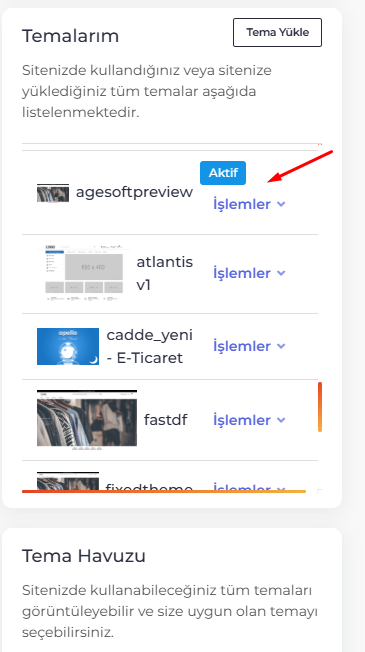 Temalarım
Tema Yükle
Sitenizde kullandığınız veya sitenize
yüklediğiniz tüm temalar aşağıda
listelenmektedir.
Aktif
agesoftpreview
İşlemler
atlantis
v1
İşlemler
cadde_yeni
- E-Ticaret
İşlemler
fastdf
İşlemler
fixedtheme
İşlemler
Tema Havuzu
Sitenizde kullanabileceğiniz tüm temaları
görüntüleyebilir ve size uygun olan temayı
seçebilirsiniz.